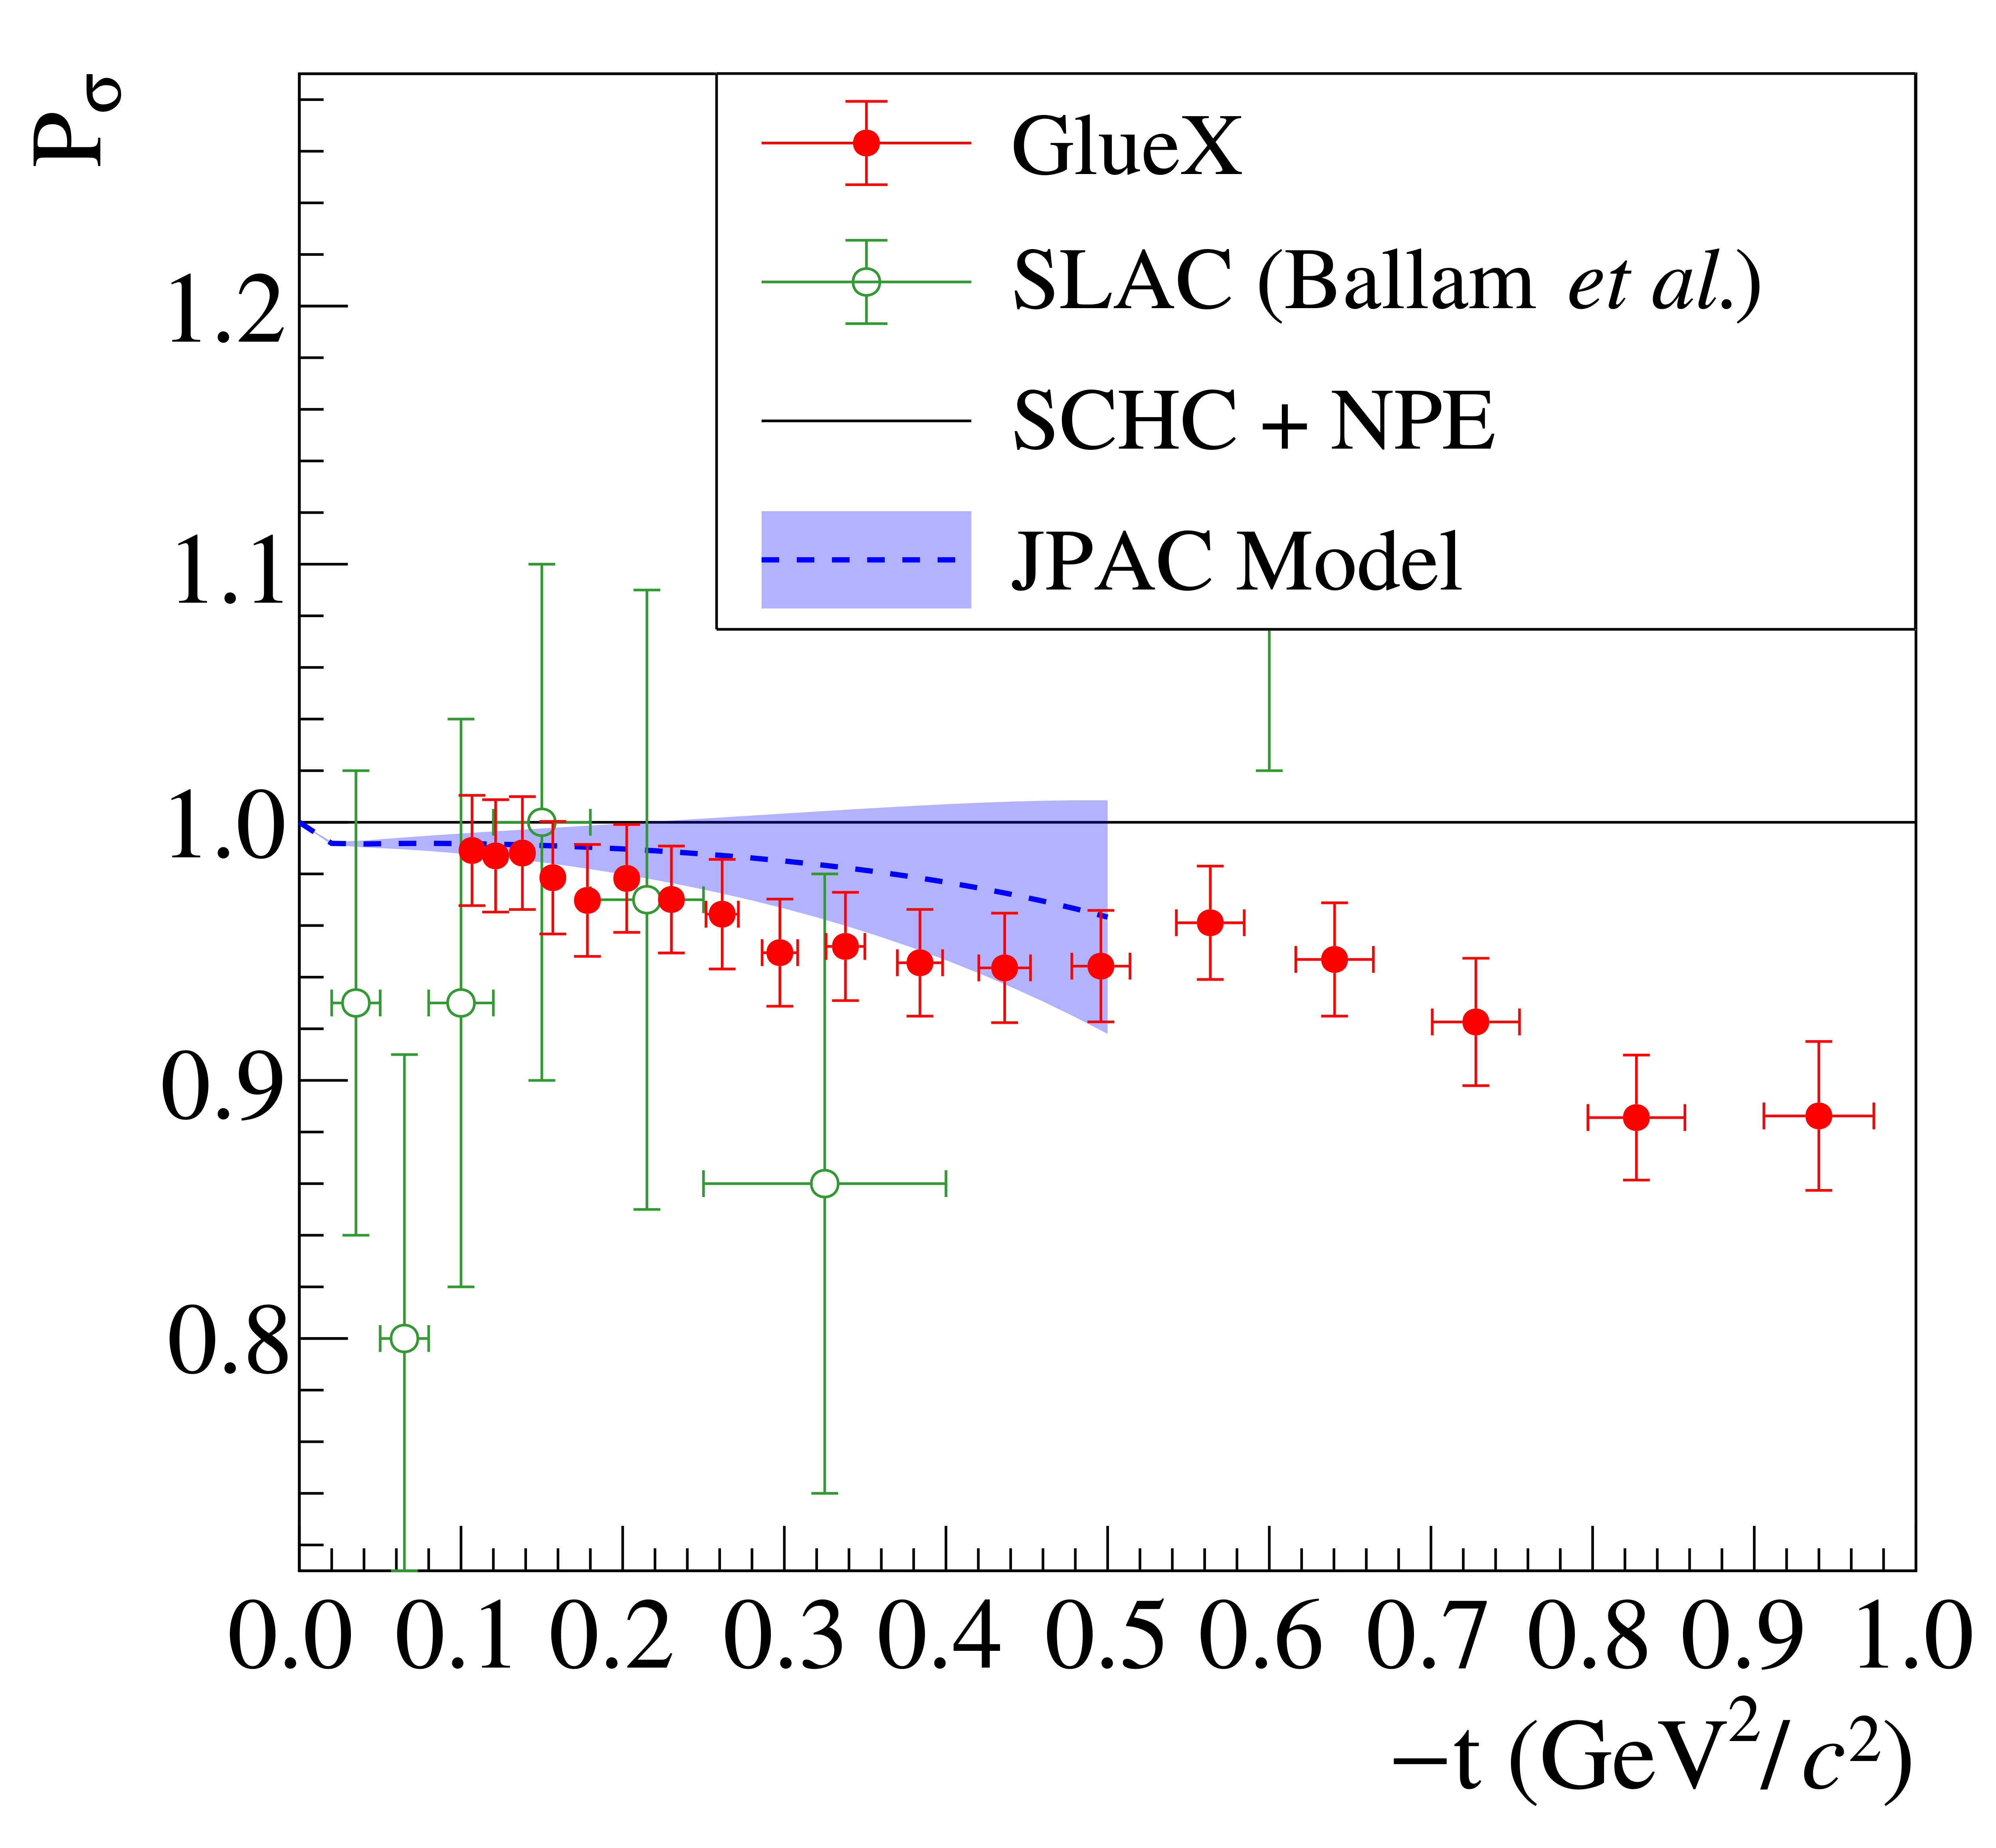 Pσ
GlueX
SLAC (Ballam et al.)
SCHC + NPE
JPAC Model
1.2
1.1
1.0
0.9
0.8
0.0 0.1 0.2 0.3 0.4 0.5 0.6 0.7 0.8 0.9 1.0
−t (GeV²/c²)